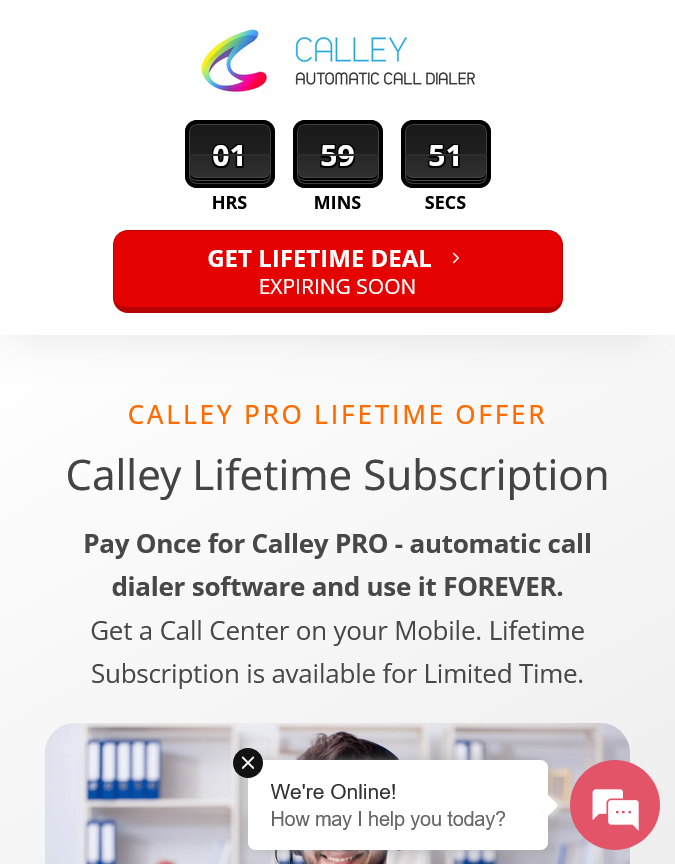 CALLEY
AUTOMATIC CALL DIALER
01 59 51
HRS MINS SECS
GET LIFETIME DEAL
EXPIRING SOON
CALLEY PRO LIFETIME OFFER
Calley Lifetime Subscription
Pay Once for Calley PRO - automatic call
dialer software and use it FOREVER.
Get a Call Center on your Mobile. Lifetime
Subscription is available for Limited Time.
We're Online!
How may I help you today?